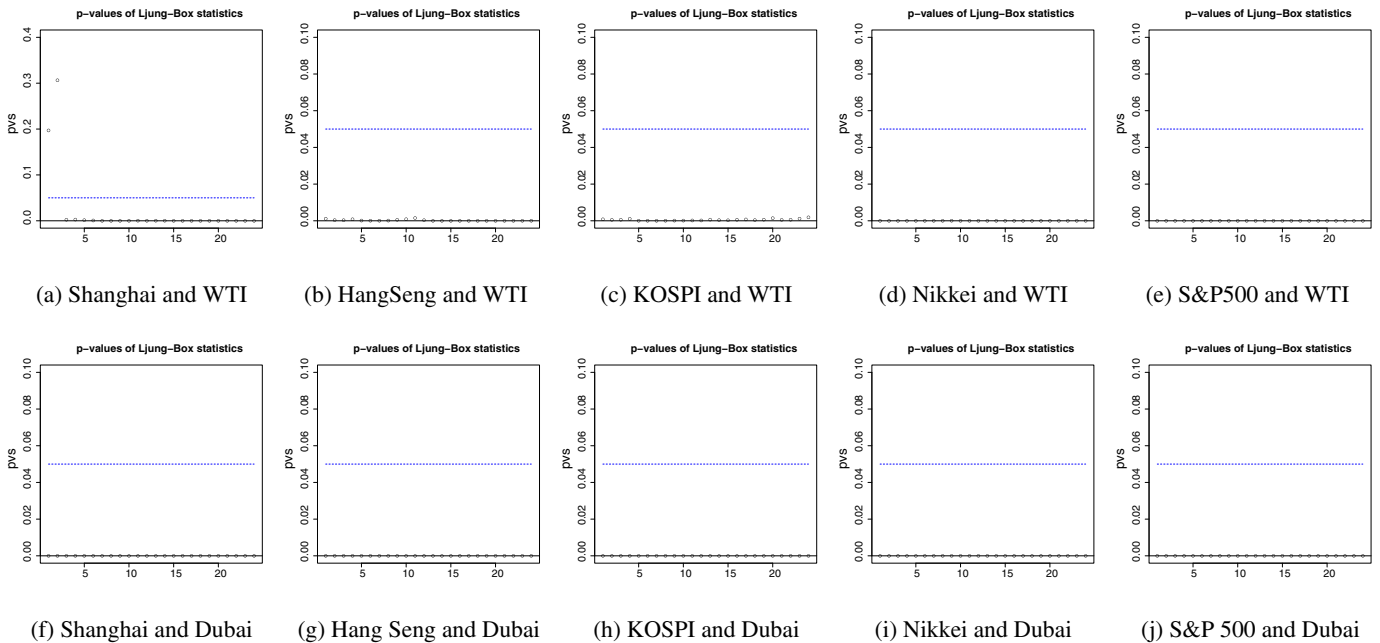 p−values of Ljung−Box statistics
p−values of Ljung−Box statistics
p−values of Ljung−Box statistics
p−values of Ljung−Box statistics
p−values of Ljung−Box statistics
pvs
0.4
0.3
0.2
0.1
0.0
5 10 15 20
pvs
0.10
0.08
0.06
0.04
0.02
0.00
5 10 15 20
pvs
0.10
0.08
0.06
0.04
0.02
0.00
5 10 15 20
pvs
0.10
0.08
0.06
0.04
0.02
0.00
5 10 15 20
pvs
0.10
0.08
0.06
0.04
0.02
0.00
5 10 15 20
(a) Shanghai and WTI
(b) HangSeng and WTI
(c) KOSPI and WTI
(d) Nikkei and WTI
(e) S&P500 and WTI
p−values of Ljung−Box statistics
p−values of Ljung−Box statistics
p−values of Ljung−Box statistics
p−values of Ljung−Box statistics
p−values of Ljung−Box statistics
pvs
0.10
0.08
0.06
0.04
0.02
0.00
5 10 15 20
pvs
0.10
0.08
0.06
0.04
0.02
0.00
5 10 15 20
pvs
0.10
0.08
0.06
0.04
0.02
0.00
5 10 15 20
pvs
0.10
0.08
0.06
0.04
0.02
0.00
5 10 15 20
pvs
0.10
0.08
0.06
0.04
0.02
0.00
5 10 15 20
(f) Shanghai and Dubai
(g) Hang Seng and Dubai
(h) KOSPI and Dubai
(i) Nikkei and Dubai
(j) S&P 500 and Dubai